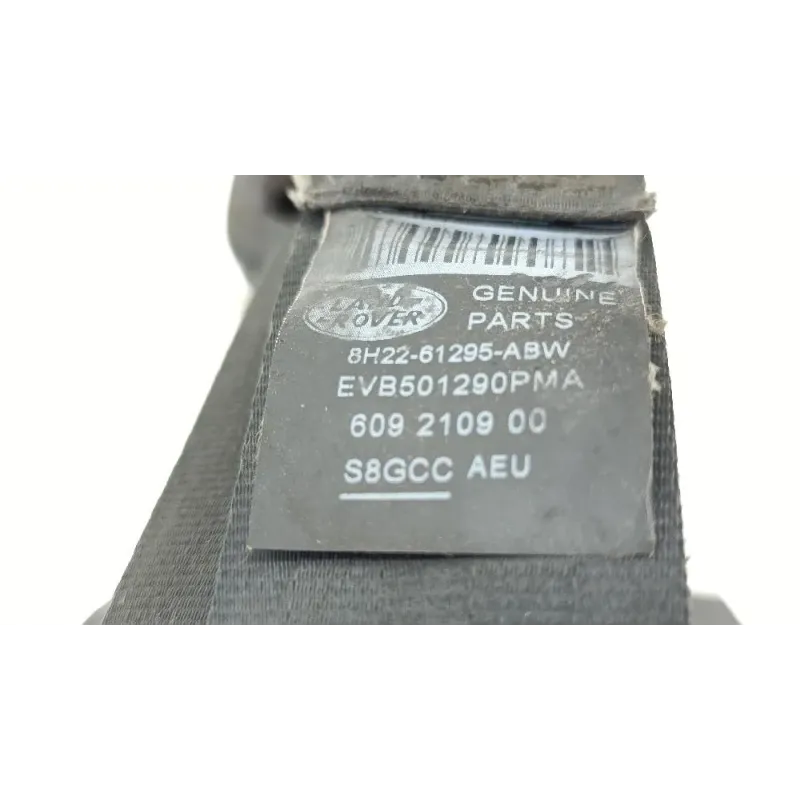 LAND-
-ROVER
GENUINE
PARTS
8H22-61295-ABW
EVB501290PMA
609 2109 00
S8GCC AEU